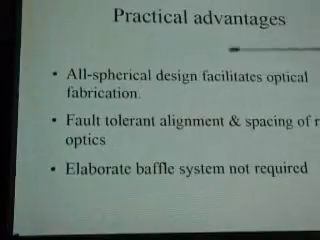 Practical advantages
• All-spherical design facilitates optical
fabrication.
• Fault tolerant alignment & spacing of r
optics
• Elaborate baffle system not required